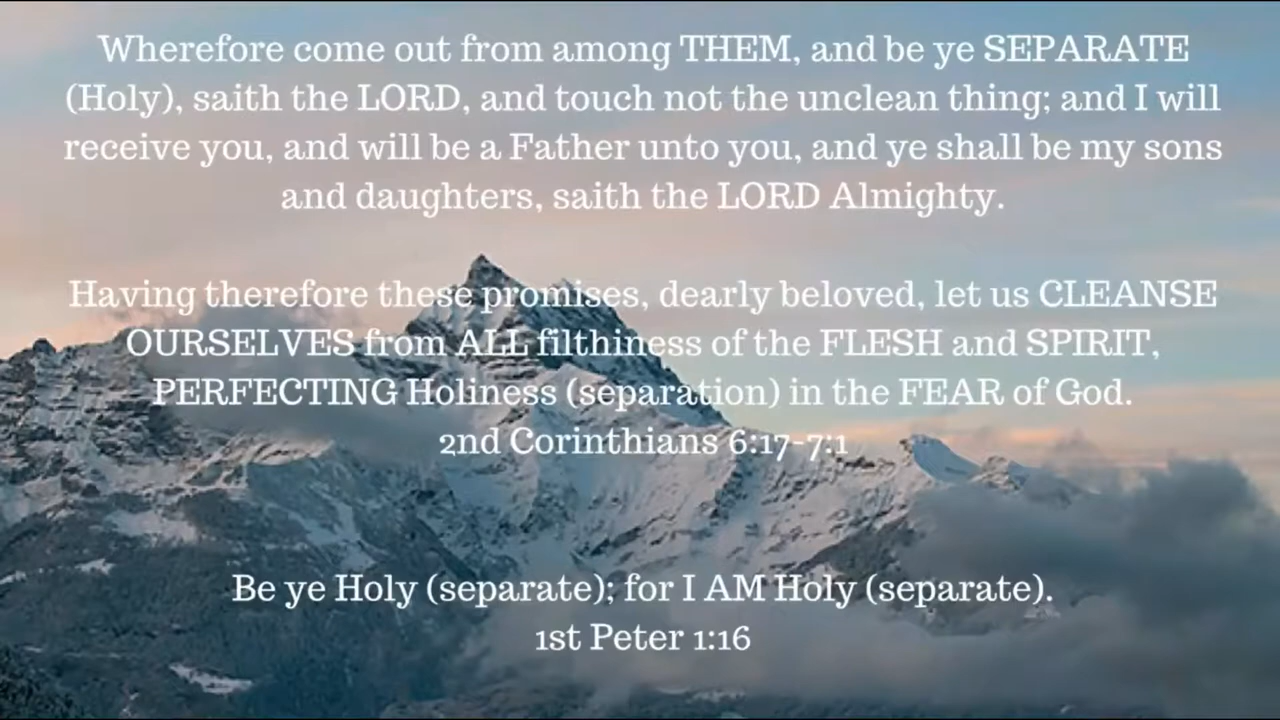 Wherefore come out from among THEM, and be ye SEPARATE
(Holy), saith the LORD, and touch not the unclean thing; and I will
receive you, and will be a Father unto you, and ye shall be my sons
and daughters, saith the LORD Almighty.
Having therefore these promises, dearly beloved, let us CLEANSE
OURSELVES from ALL filthiness of the FLESH and SPIRIT,
PERFECTING Holiness (separation) in the FEAR of God.
2nd Corinthians 6:17-7:1
Be ye Holy (separate); for I AM Holy (separate).
1st Peter 1:16